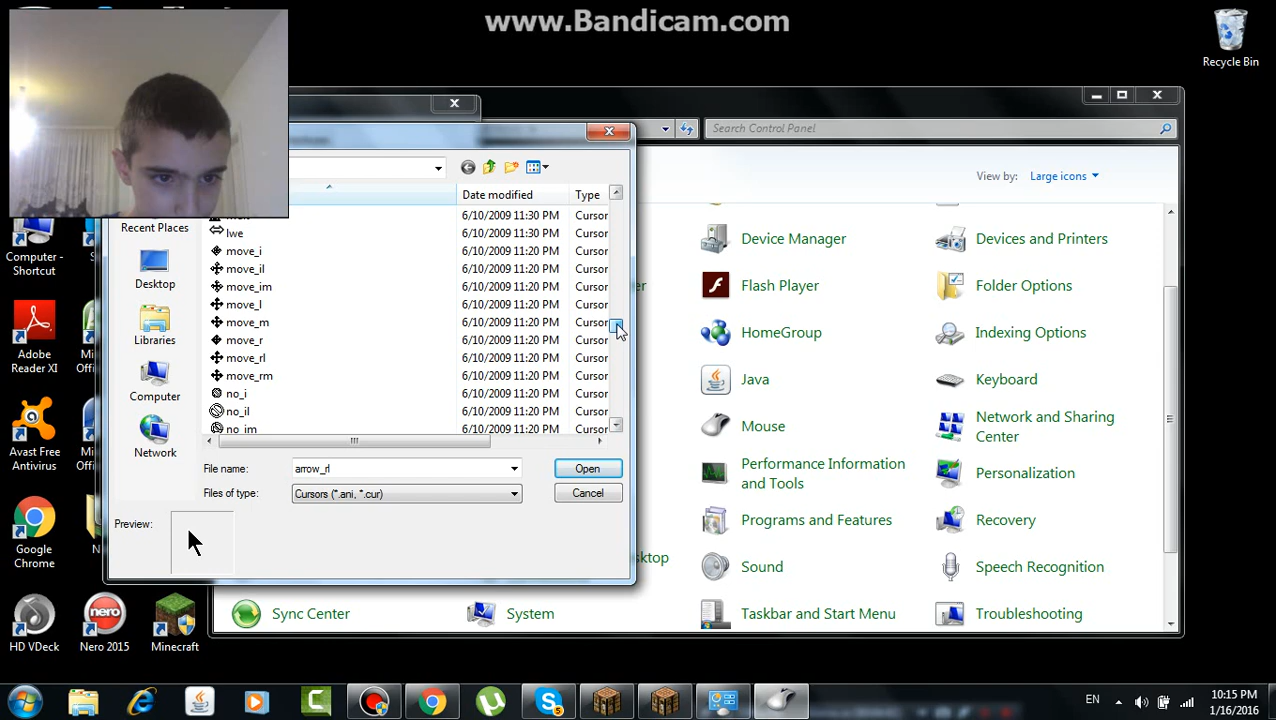 www.Bandicam.com
Recycle Bin
Search Control Panel
View by: Large icons
Date modified
Type
Recent Places
Desktop
Libraries
Computer
Network
6/10/2009 11:30 PM Cursor
lwe 6/10/2009 11:30 PM Cursor
move_i 6/10/2009 11:20 PM Cursor
move_il 6/10/2009 11:20 PM Cursor
move_im 6/10/2009 11:20 PM Cursor
move_l 6/10/2009 11:20 PM Cursor
move_m 6/10/2009 11:20 PM Cursor
move_r 6/10/2009 11:20 PM Cursor
move_rl 6/10/2009 11:20 PM Cursor
move_rm 6/10/2009 11:20 PM Cursor
no_i 6/10/2009 11:20 PM Cursor
no_il 6/10/2009 11:20 PM Cursor
no_im 6/10/2009 11:20 PM Cursor
File name: arrow_rl Open
Files of type: Cursors (*.ani, *.cur) Cancel
Preview:
Device Manager
Devices and Printers
Flash Player
Folder Options
HomeGroup
Indexing Options
Java
Keyboard
Mouse
Network and Sharing
Center
Performance Information
and Tools
Personalization
Programs and Features
Recovery
Sound
Speech Recognition
Sync Center
System
Taskbar and Start Menu
Troubleshooting
Computer -
Shortcut
Adobe
Reader XI
Avast Free
Antivirus
Google
Chrome
HD VDeck
Nero 2015
Minecraft
EN
10:15 PM
1/16/2016